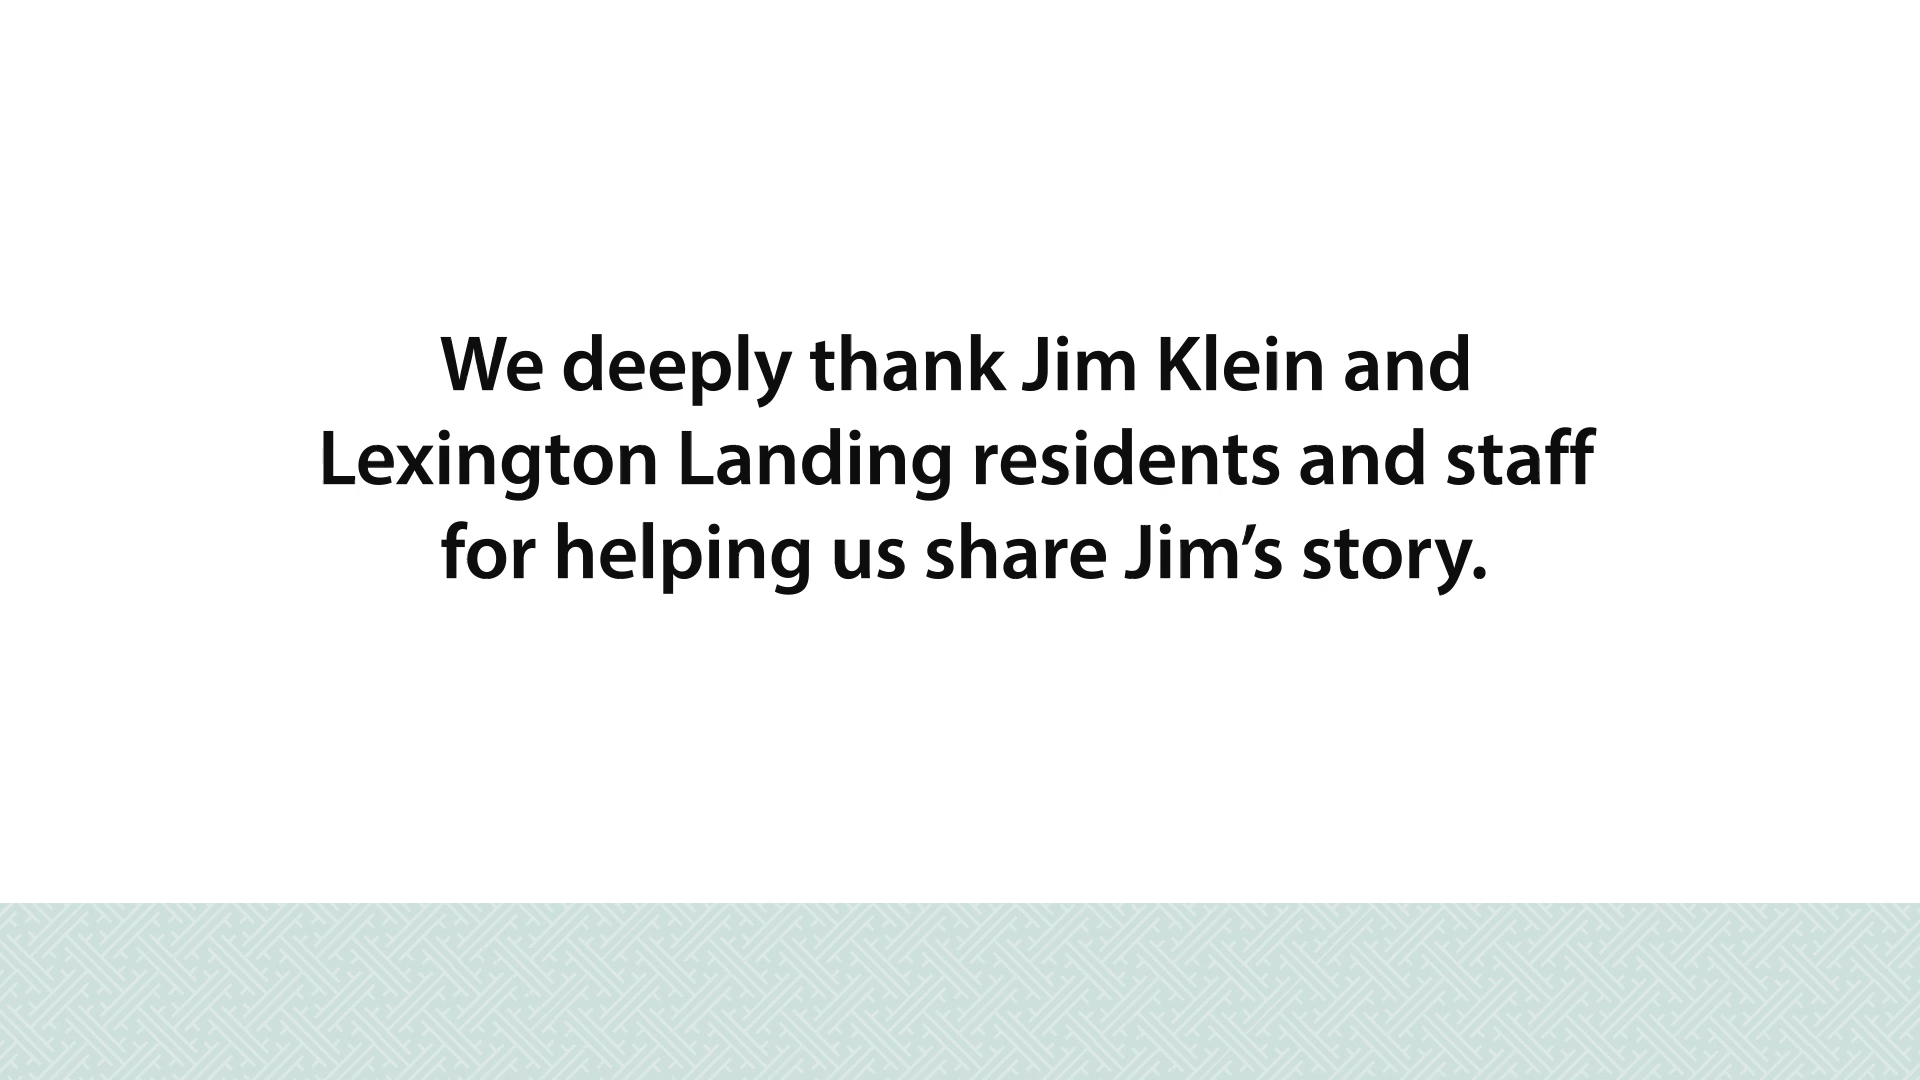 We deeply thank Jim Klein and
Lexington Landing residents and staff
for helping us share Jim’s story.